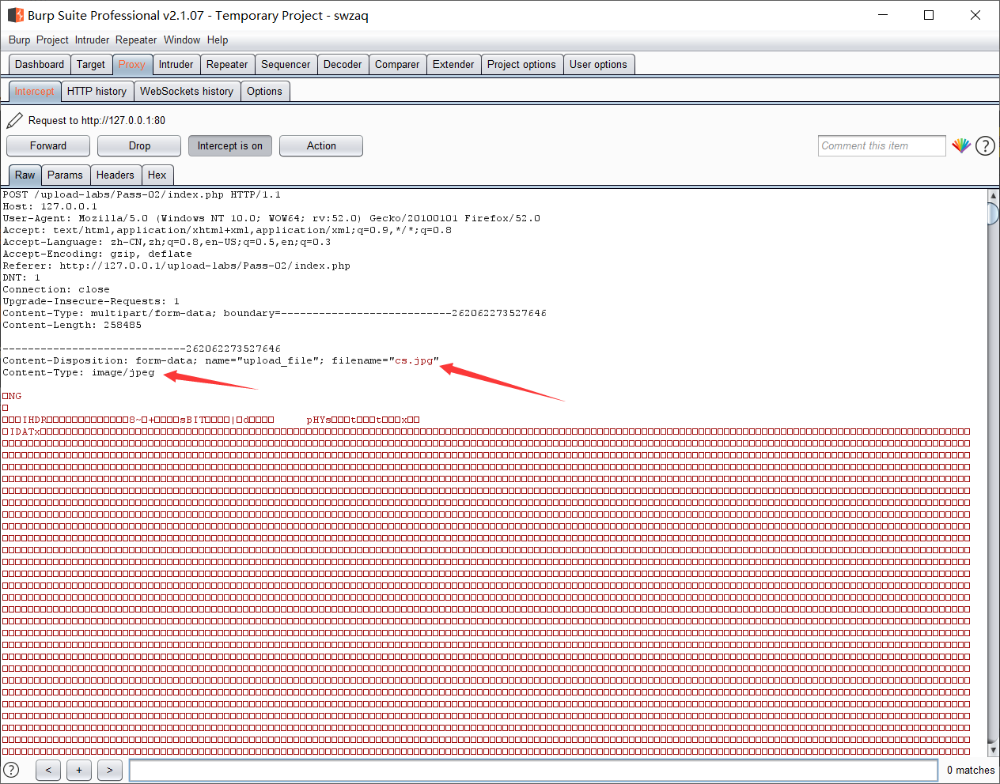 Burp Suite Professional v2.1.07 - Temporary Project - swzaq
Burp Project Intruder Repeater Window Help
Dashboard Target Proxy Intruder Repeater Sequencer Decoder Comparer Extender Project options User options
Intercept HTTP history WebSockets history Options
Request to http://127.0.0.1:80
Forward Drop Intercept is on Action Comment this item ?
Raw Params Headers Hex
POST /upload-labs/Pass-02/index.php HTTP/1.1
Host: 127.0.0.1
User-Agent: Mozilla/5.0 (Windows NT 10.0; WOW64; rv:52.0) Gecko/20100101 Firefox/52.0
Accept: text/html,application/xhtml+xml,application/xml;q=0.9,*/*;q=0.8
Accept-Language: zh-CN,zh;q=0.8,en-US;q=0.5,en;q=0.3
Accept-Encoding: gzip, deflate
Referer: http://127.0.0.1/upload-labs/Pass-02/index.php
DNT: 1
Connection: close
Upgrade-Insecure-Requests: 1
Content-Type: multipart/form-data; boundary=---------------------------262062273527646
Content-Length: 258485
-----------------------------262062273527646
Content-Disposition: form-data; name="upload_file"; filename="cs.jpg"
Content-Type: image/jpeg
NG
IHDR 8~ + sBIT | d pHYs t t x
IDATx
? < + > 0 matches